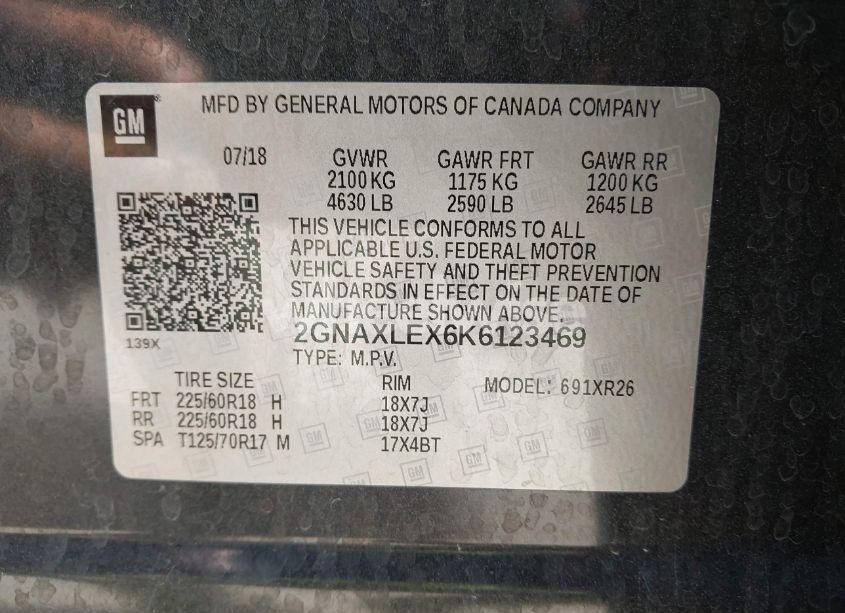 GM
MFD BY GENERAL MOTORS OF CANADA COMPANY
07/18 GVWR GAWR FRT GAWR RR
2100 KG 1175 KG 1200 KG
4630 LB 2590 LB 2645 LB
THIS VEHICLE CONFORMS TO ALL
APPLICABLE U.S. FEDERAL MOTOR
VEHICLE SAFETY AND THEFT PREVENTION
STANDARDS IN EFFECT ON THE DATE OF
MANUFACTURE SHOWN ABOVE.
139X
2GNAXLEX6K6123469
TYPE: M.P.V.
TIRE SIZE RIM MODEL: 691XR26
FRT 225/60R18 H 18X7J
RR 225/60R18 H 18X7J
SPA T125/70R17 M 17X4BT